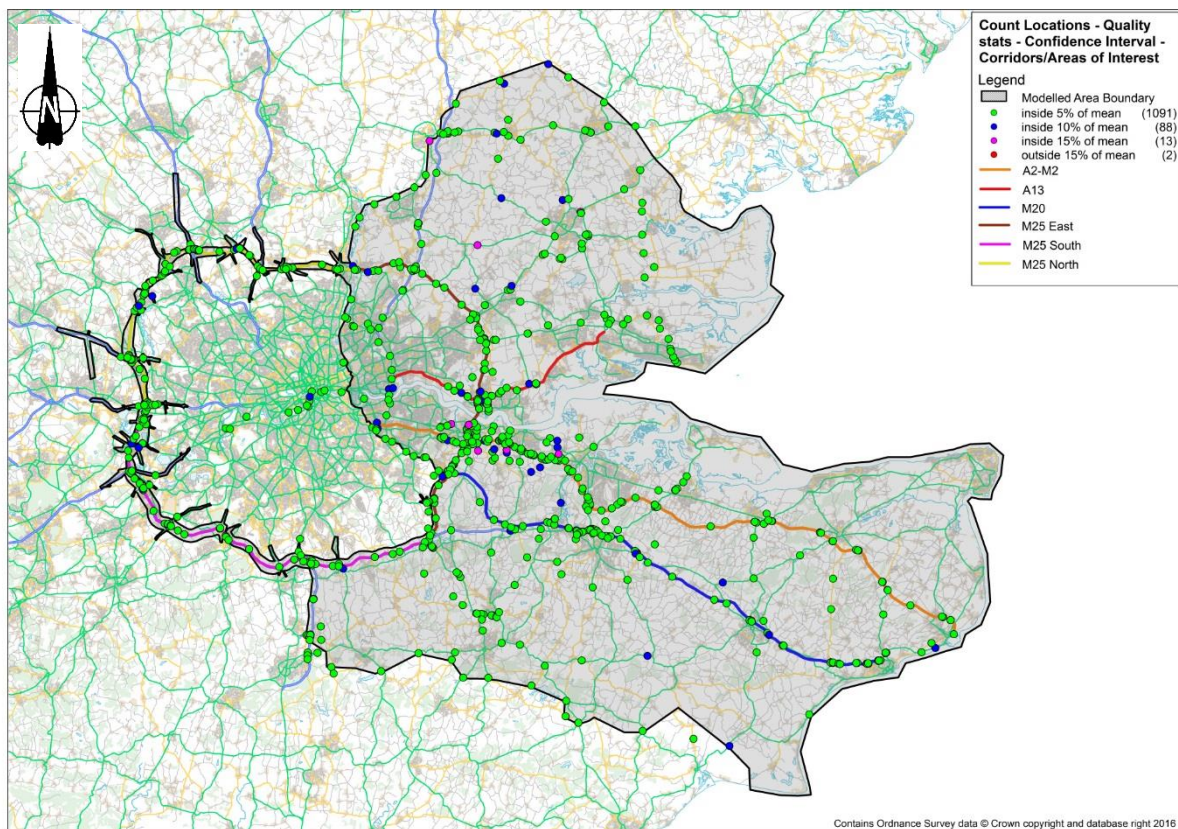 N
Count Locations - Quality
stats - Confidence Interval -
Corridors/Areas of Interest
Legend
Modelled Area Boundary
inside 5% of mean (1091)
inside 10% of mean (88)
inside 15% of mean (13)
outside 15% of mean (2)
A2-M2
A13
M20
M25 East
M25 South
M25 North
Contains Ordnance Survey data © Crown copyright and database right 2016